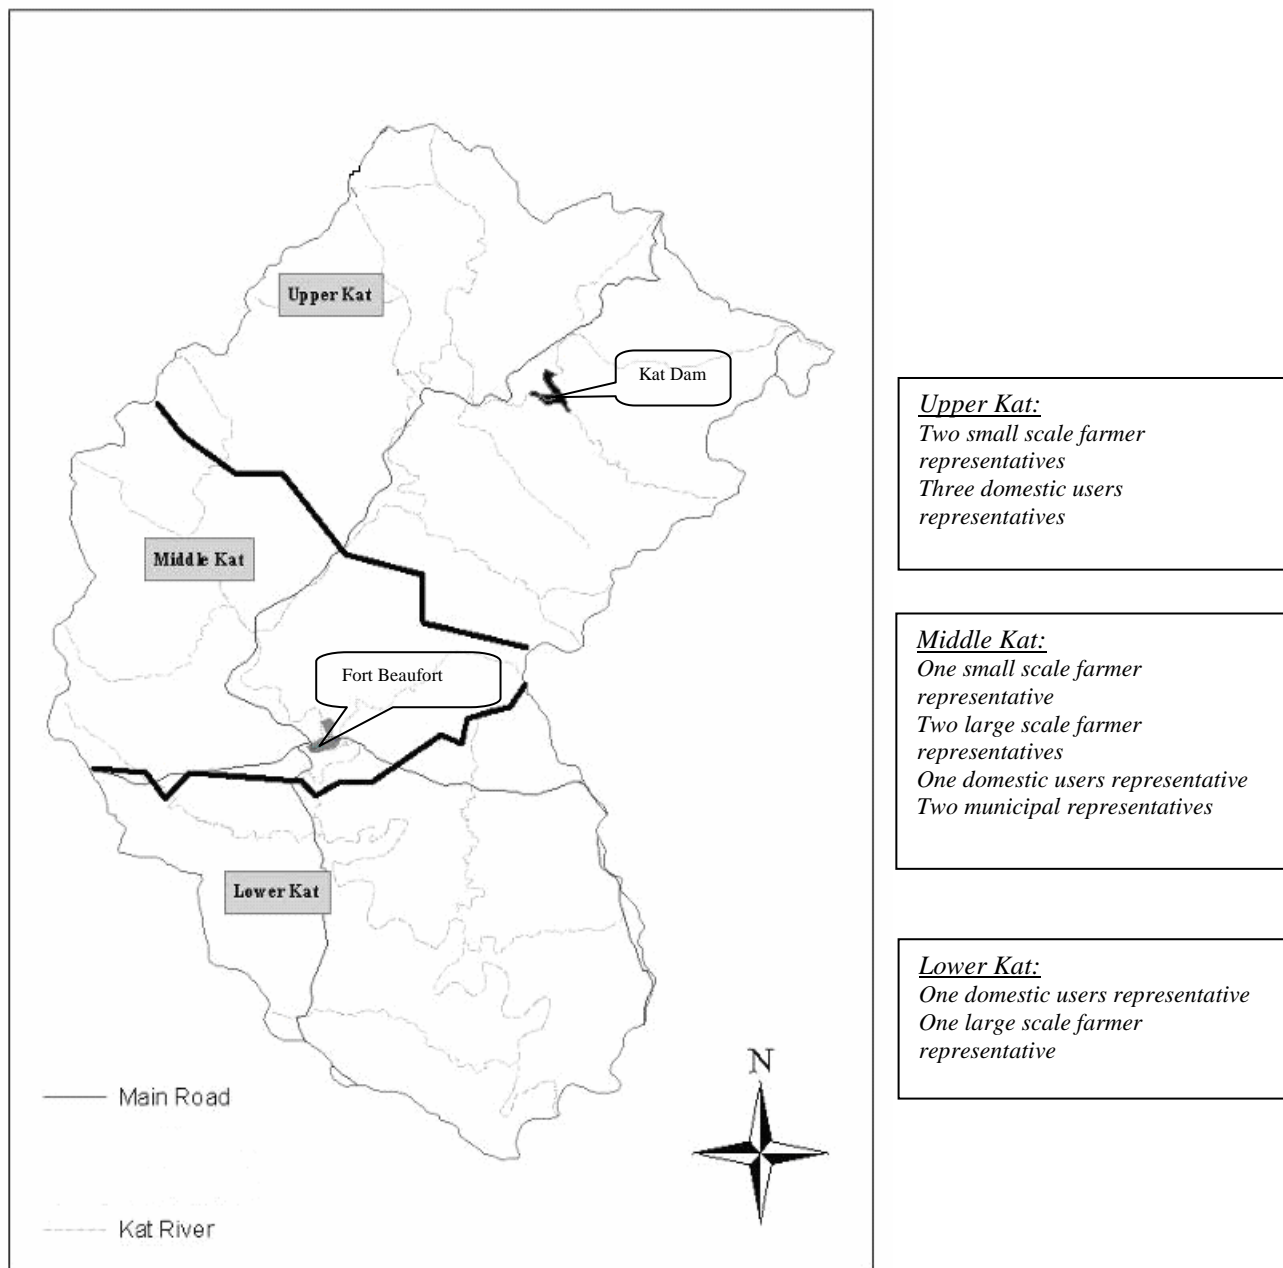 Upper Kat
Kat Dam
Middle Kat
Fort Beaufort
Lower Kat
N
Main Road
Kat River
Upper Kat:
Two small scale farmer
representatives
Three domestic users
representatives
Middle Kat:
One small scale farmer
representative
Two large scale farmer
representatives
One domestic users representative
Two municipal representatives
Lower Kat:
One domestic users representative
One large scale farmer
representative